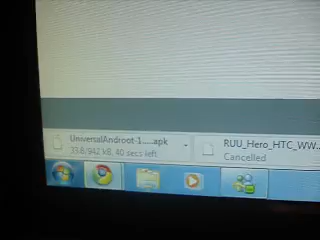 UniversalAndroot-1.....apk
33.6/942 kB, 40 secs left
RUU_Hero_HTC_WW...
Cancelled